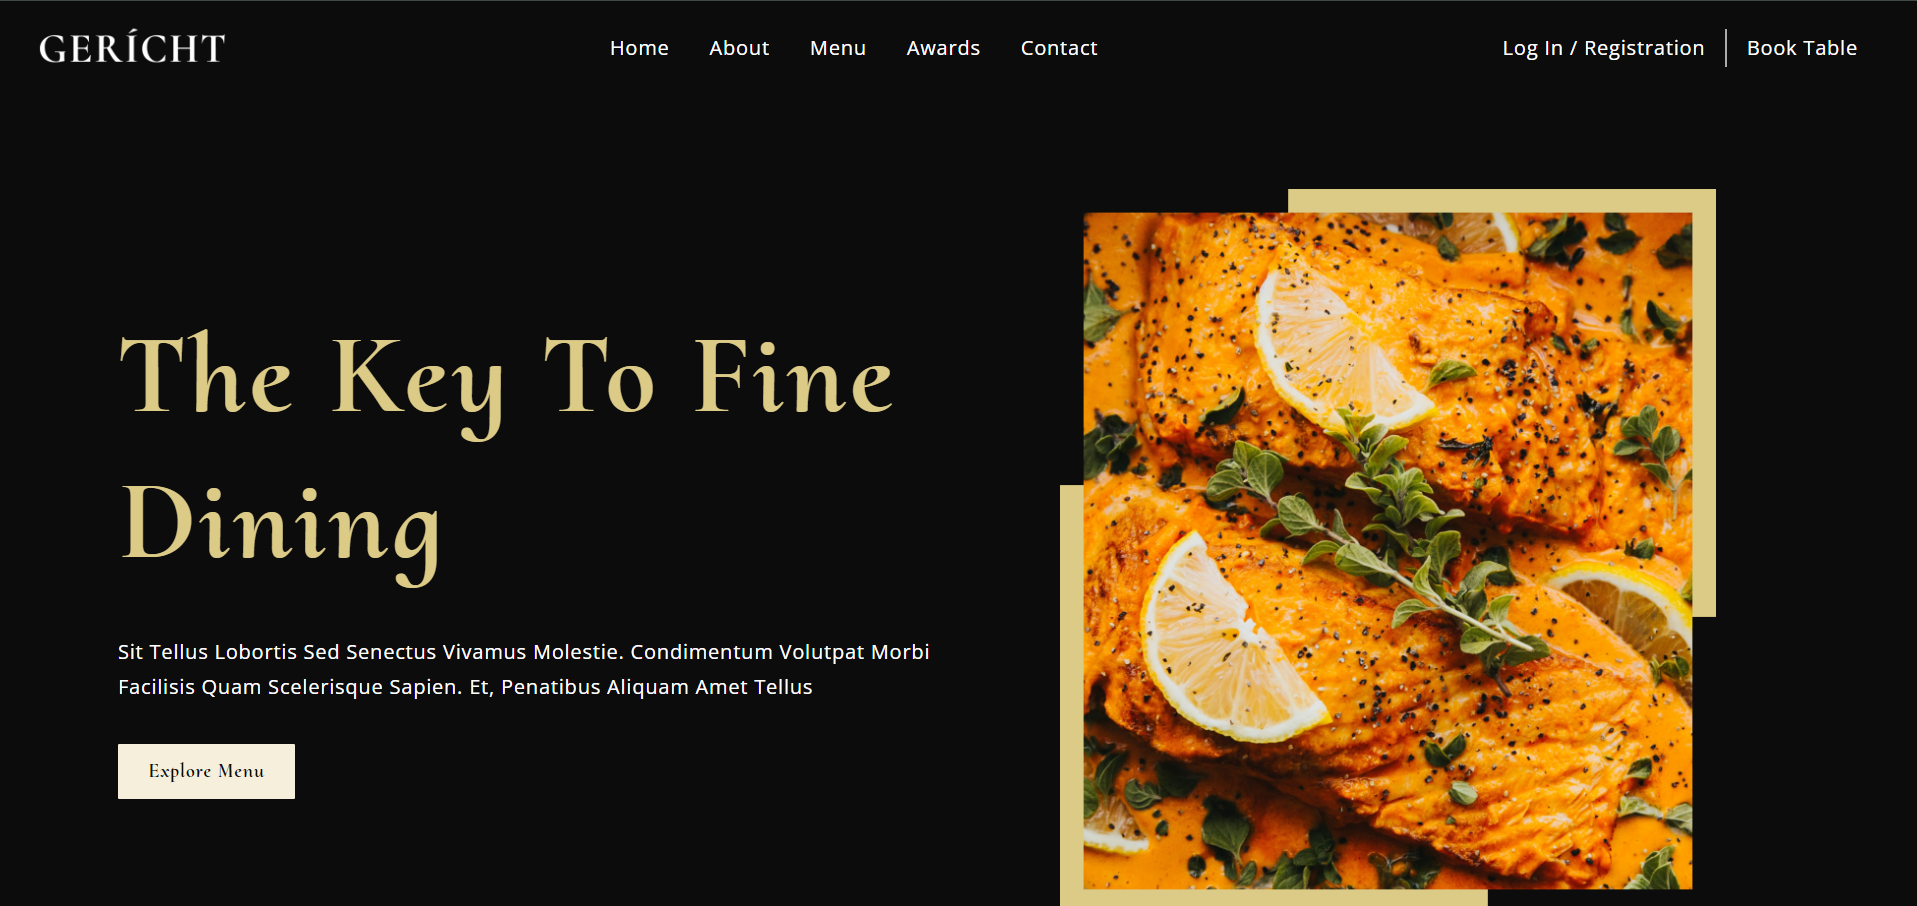 GERÍCHT
Home About Menu Awards Contact
Log In / Registration Book Table
The Key To Fine
Dining
Sit Tellus Lobortis Sed Senectus Vivamus Molestie. Condimentum Volutpat Morbi
Facilisis Quam Scelerisque Sapien. Et, Penatibus Aliquam Amet Tellus
Explore Menu